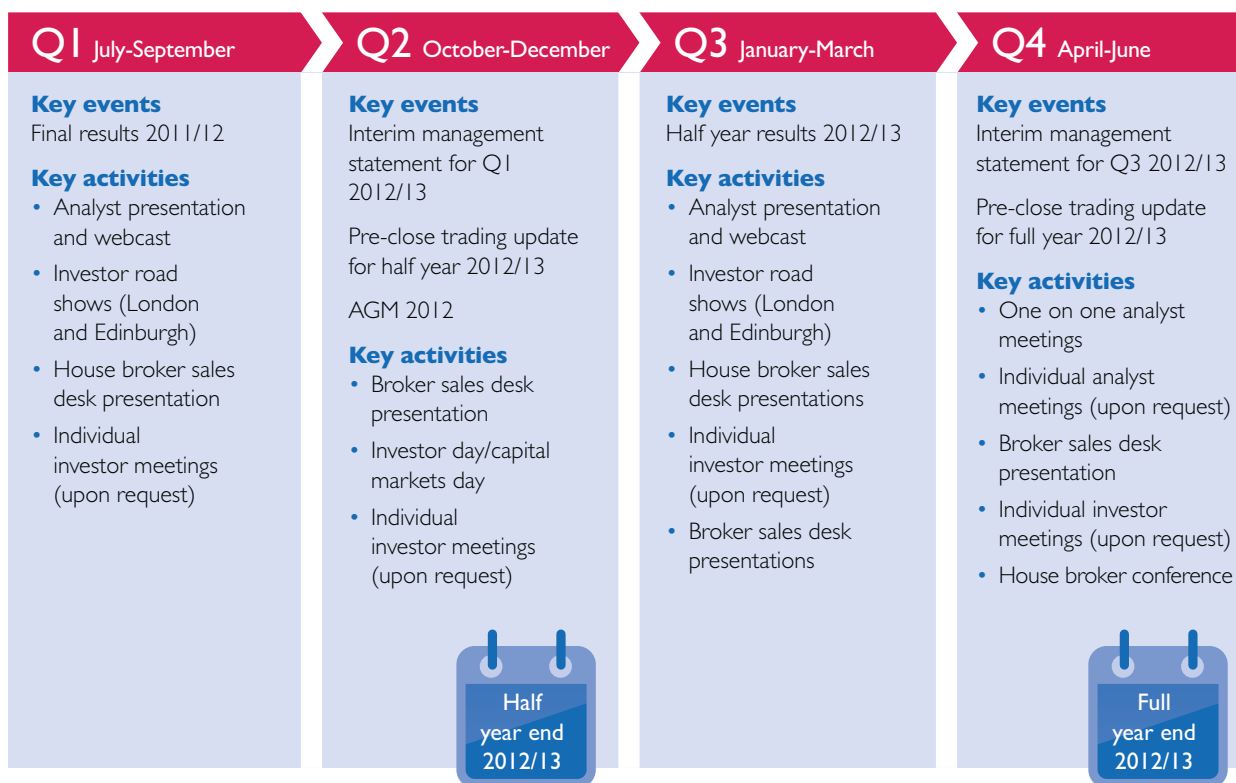 Q1 July-September
Key events
Final results 2011/12
Key activities
• Analyst presentation
and webcast
• Investor road
shows (London
and Edinburgh)
• House broker sales
desk presentation
• Individual
investor meetings
(upon request)
Q2 October-December
Key events
Interim management
statement for Q1
2012/13
Pre-close trading update
for half year 2012/13
AGM 2012
Key activities
• Broker sales desk
presentation
• Investor day/capital
markets day
• Individual
investor meetings
(upon request)
Half
year end
2012/13
Q3 January-March
Key events
Half year results 2012/13
Key activities
• Analyst presentation
and webcast
• Investor road
shows (London
and Edinburgh)
• House broker sales
desk presentations
• Individual
investor meetings
(upon request)
• Broker sales desk
presentations
Q4 April-June
Key events
Interim management
statement for Q3 2012/13
Pre-close trading update
for full year 2012/13
Key activities
• One on one analyst
meetings
• Individual analyst
meetings (upon request)
• Broker sales desk
presentation
• Individual investor
meetings (upon request)
• House broker conference
Full
year end
2012/13